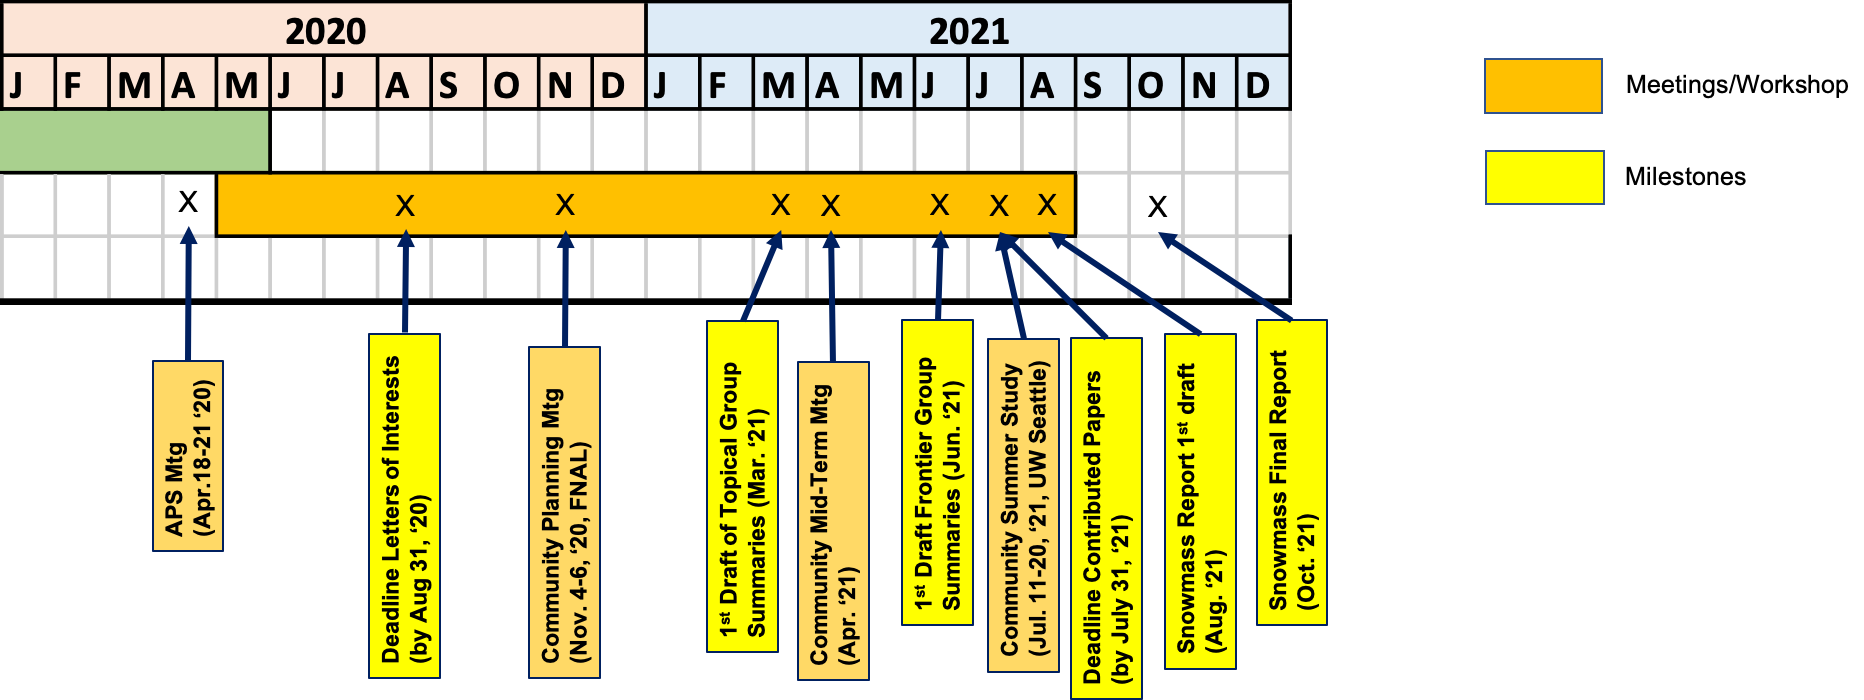 2020 2021
J F M A M J J A S O N D J F M A M J J A S O N D
Meetings/Workshop
Milestones
X X X X X X X X X
APS Mtg
(Apr.18-21 ‘20)
Deadline Letters of Interests
(by Aug 31, ‘20)
Community Planning Mtg
(Nov. 4-6, ‘20, FNAL)
1st Draft of Topical Group
Summaries (Mar. ‘21)
Community Mid-Term Mtg
(Apr. ‘21)
1st Draft Frontier Group
Summaries (Jun. ‘21)
Community Summer Study
(Jul. 11-20, ‘21, UW Seattle)
Deadline Contributed Papers
(by July 31, ‘21)
Snowmass Report 1st draft
(Aug. ‘21)
Snowmass Final Report
(Oct. ‘21)